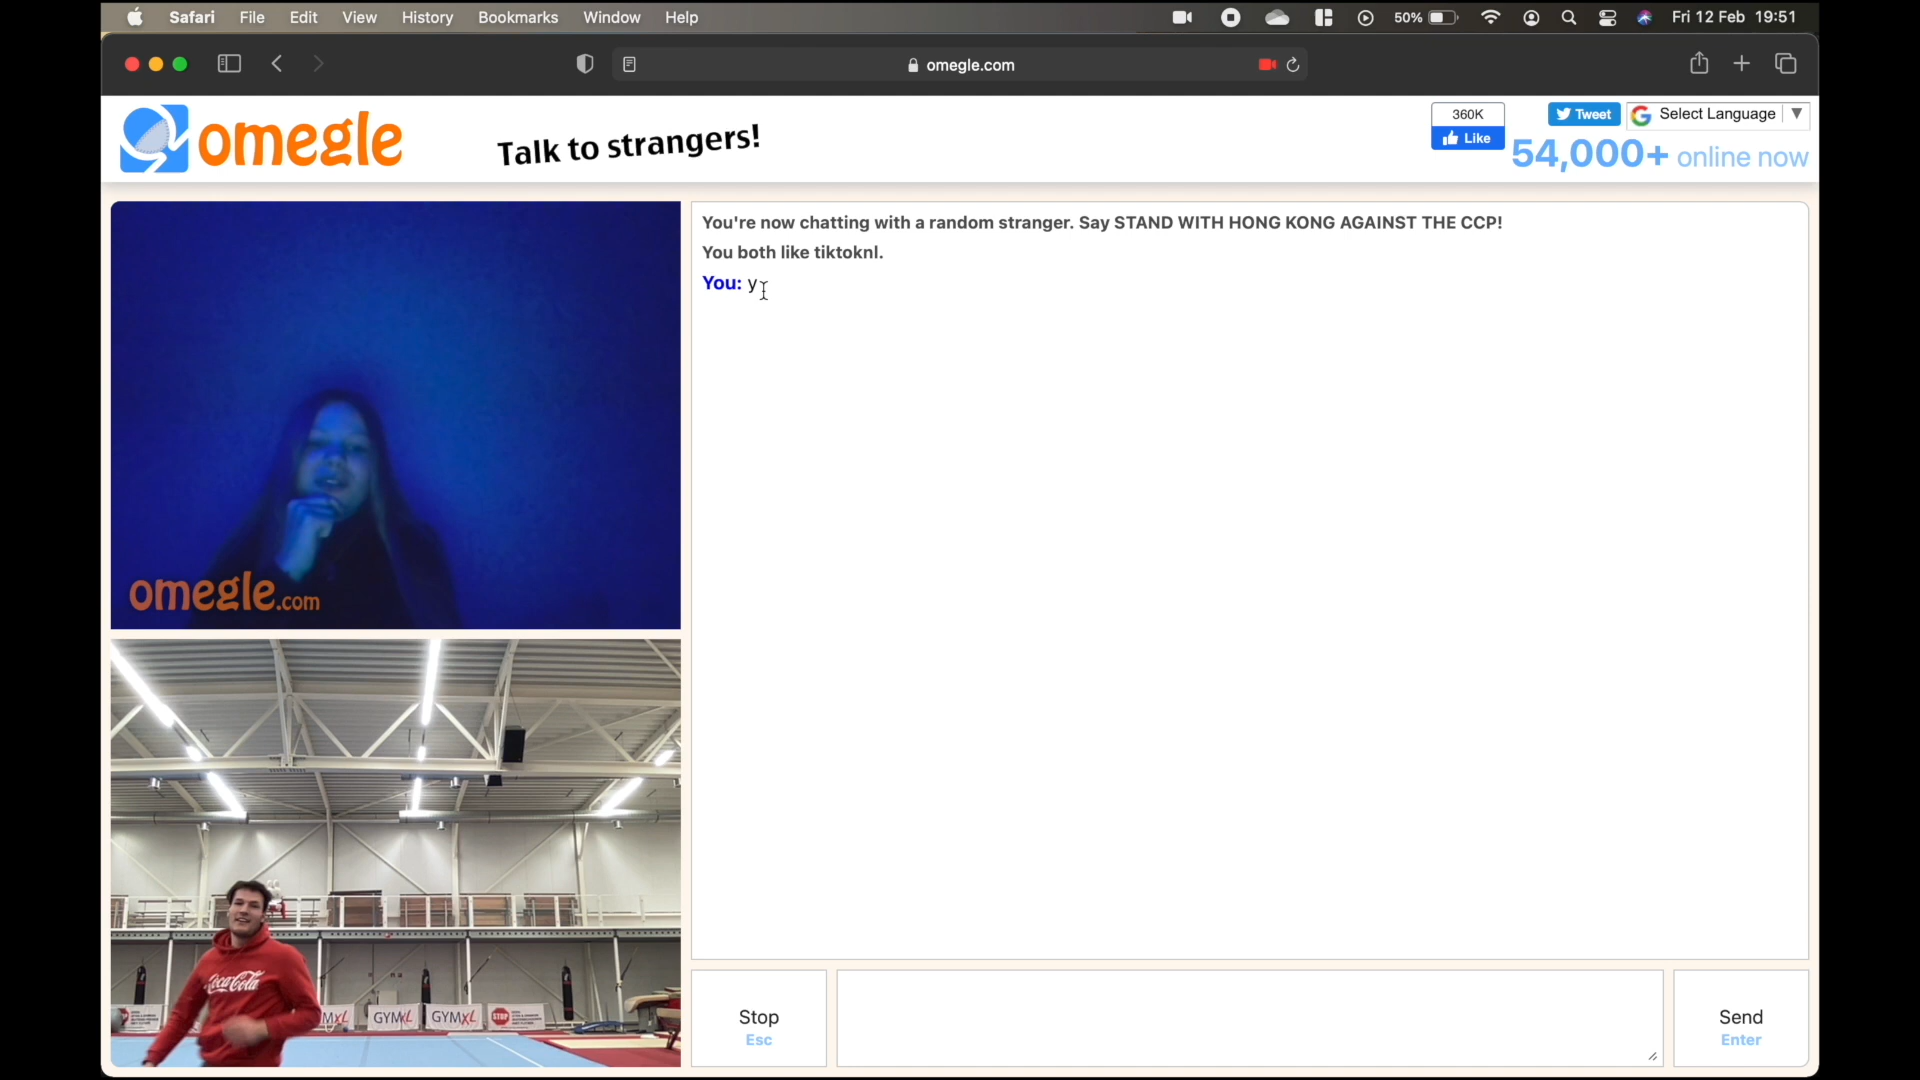 Safari File Edit View History Bookmarks Window Help 50% Fri 12 Feb 19:51
omegle.com
omegle Talk to strangers!
360K
Like
Tweet
Select Language
54,000+ online now
You're now chatting with a random stranger. Say STAND WITH HONG KONG AGAINST THE CCP!
You both like tiktoknl.
You: y
omegle.com
Coca-Cola
GYMXL GYMXL STOP
Stop
Esc
Send
Enter